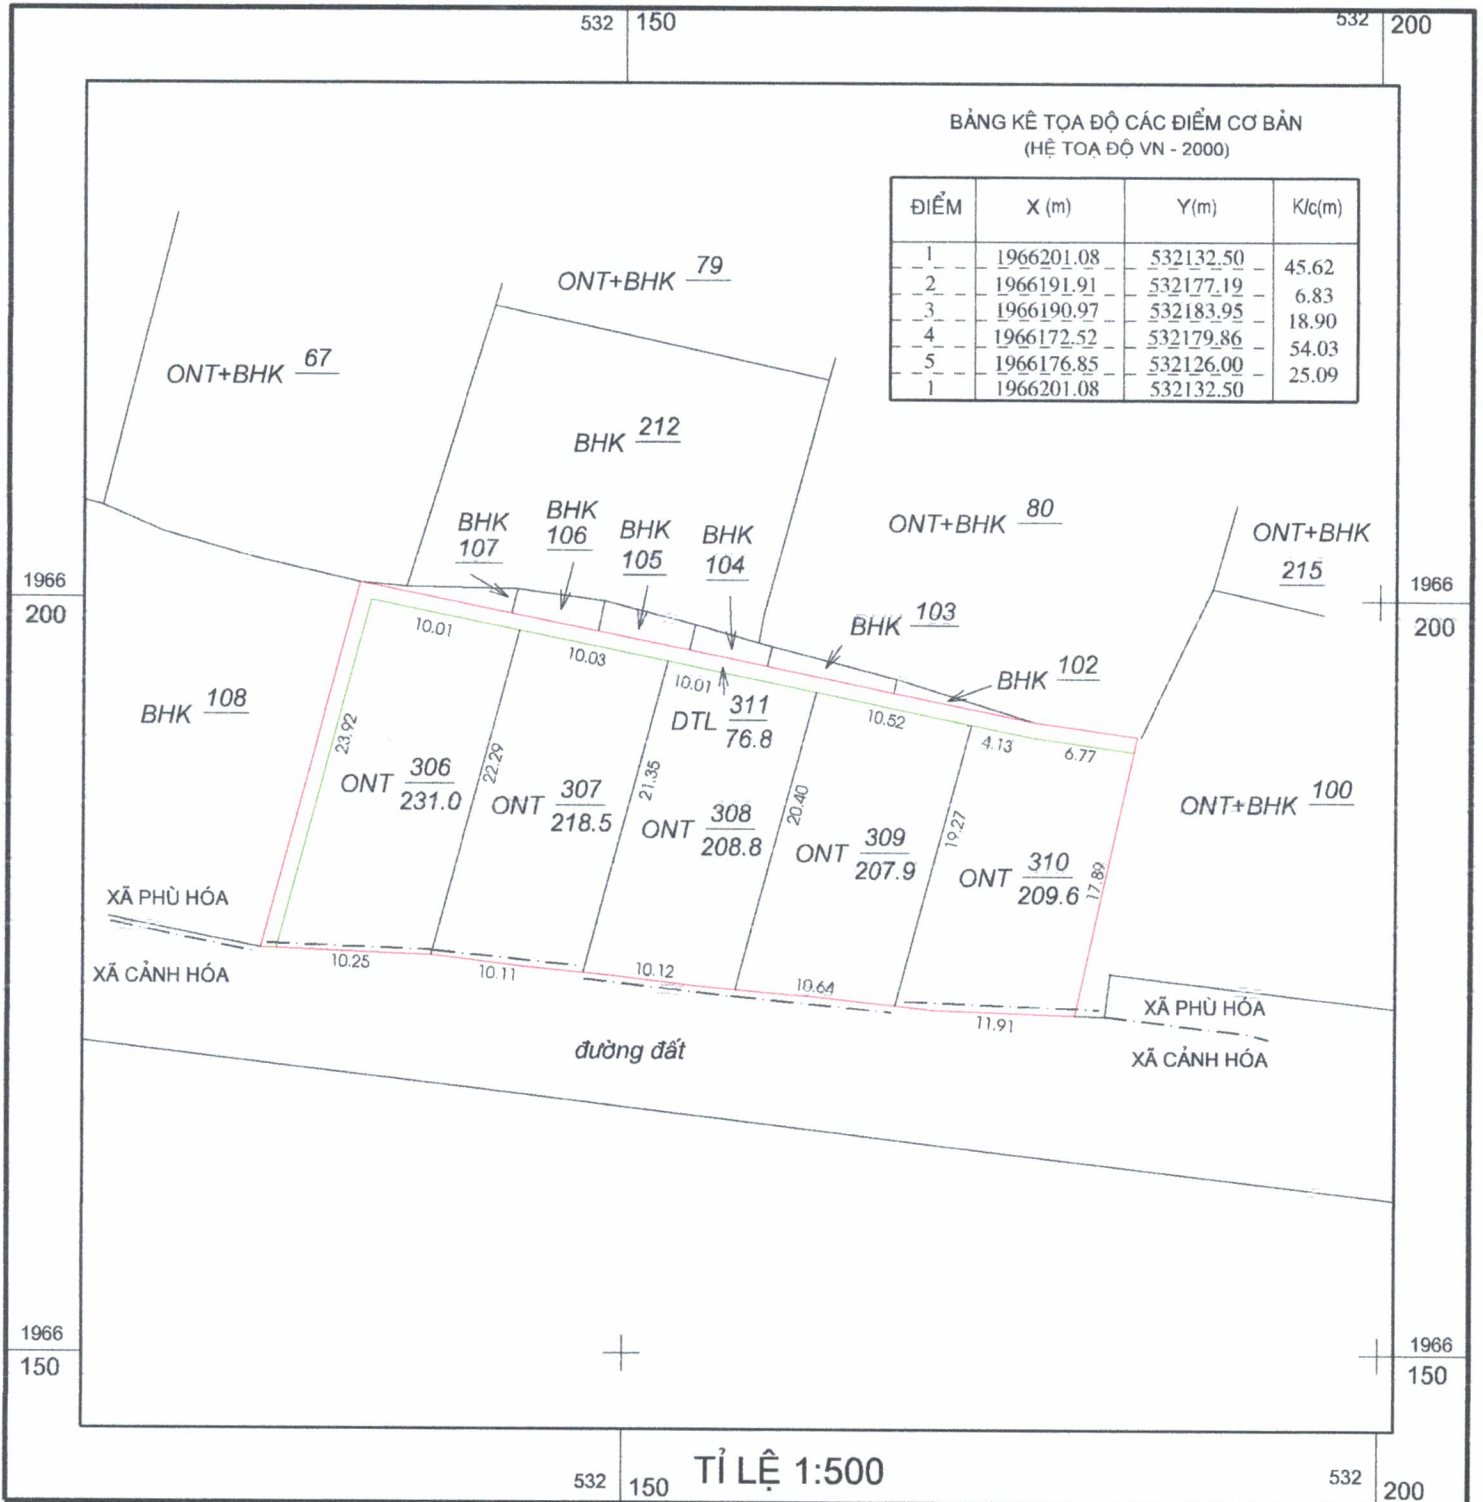 532 150
532 200
BẢNG KÊ TỌA ĐỘ CÁC ĐIỂM CƠ BẢN
(HỆ TOẠ ĐỘ VN - 2000)
ĐIỂM X (m) Y(m) K/c(m)
1 1966201.08 532132.50
45.62
2 1966191.91 532177.19
6.83
3 1966190.97 532183.95
18.90
4 1966172.52 532179.86
54.03
5 1966176.85 532126.00
25.09
1 1966201.08 532132.50
ONT+BHK 79
ONT+BHK 67
BHK 212
ONT+BHK 80
ONT+BHK
215
BHK
107
BHK
106
BHK
105
BHK
104
BHK 103
BHK 102
1966
200
1966
200
10.01
10.03
10.01
10.52
4.13
6.77
DTL 311
76.8
BHK 108
23.92
22.29
21.35
20.40
19.27
17.89
ONT 306
231.0
ONT 307
218.5
ONT 308
208.8
ONT 309
207.9
ONT 310
209.6
ONT+BHK 100
XÃ PHÙ HÓA
XÃ CẢNH HÓA
10.25
10.11
10.12
10.64
11.91
XÃ PHÙ HÓA
XÃ CẢNH HÓA
đường đất
1966
150
1966
150
532 150
TỈ LỆ 1:500
532 200